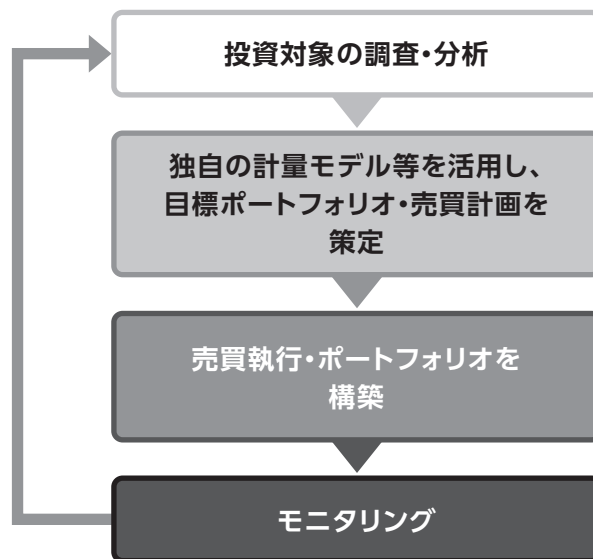 投資対象の調査・分析
独自の計量モデル等を活用し、
目標ポートフォリオ・売買計画を
策定
売買執行・ポートフォリオを
構築
モニタリング